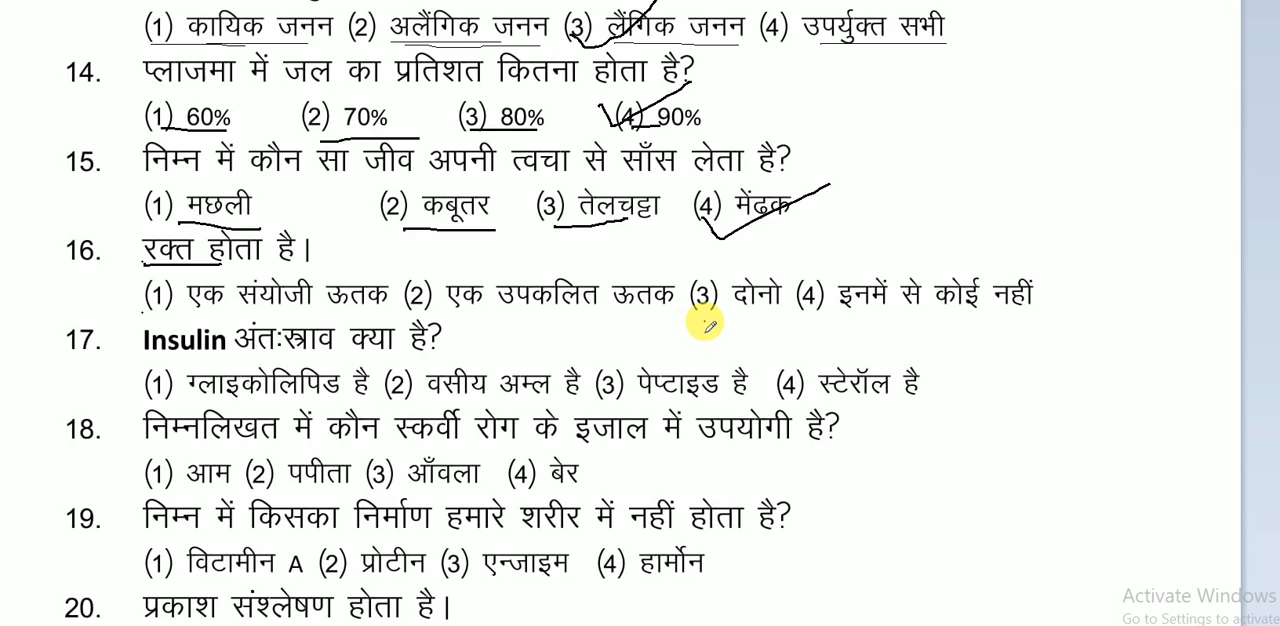 (1) कायिक जनन (2) अलैंगिक जनन (3) लैंगिक जनन (4) उपर्युक्त सभी
14. प्लाजमा में जल का प्रतिशत कितना होता है?
(1) 60% (2) 70% (3) 80% (4) 90%
15. निम्न में कौन सा जीव अपनी त्वचा से साँस लेता है?
(1) मछली (2) कबूतर (3) तेलचट्टा (4) मेंढक
16. रक्त होता है।
(1) एक संयोजी ऊतक (2) एक उपकलित ऊतक (3) दोनो (4) इनमें से कोई नहीं
17. Insulin अंतःस्त्राव क्या है?
(1) ग्लाइकोलिपिड है (2) वसीय अम्ल है (3) पेप्टाइड है (4) स्टेरॉल है
18. निम्नलिखत में कौन स्कर्वी रोग के इजाल में उपयोगी है?
(1) आम (2) पपीता (3) आँवला (4) बेर
19. निम्न में किसका निर्माण हमारे शरीर में नहीं होता है?
(1) विटामीन A (2) प्रोटीन (3) एन्जाइम (4) हार्मोन
20. प्रकाश संश्लेषण होता है।
Activate Windows
Go to Settings to activate